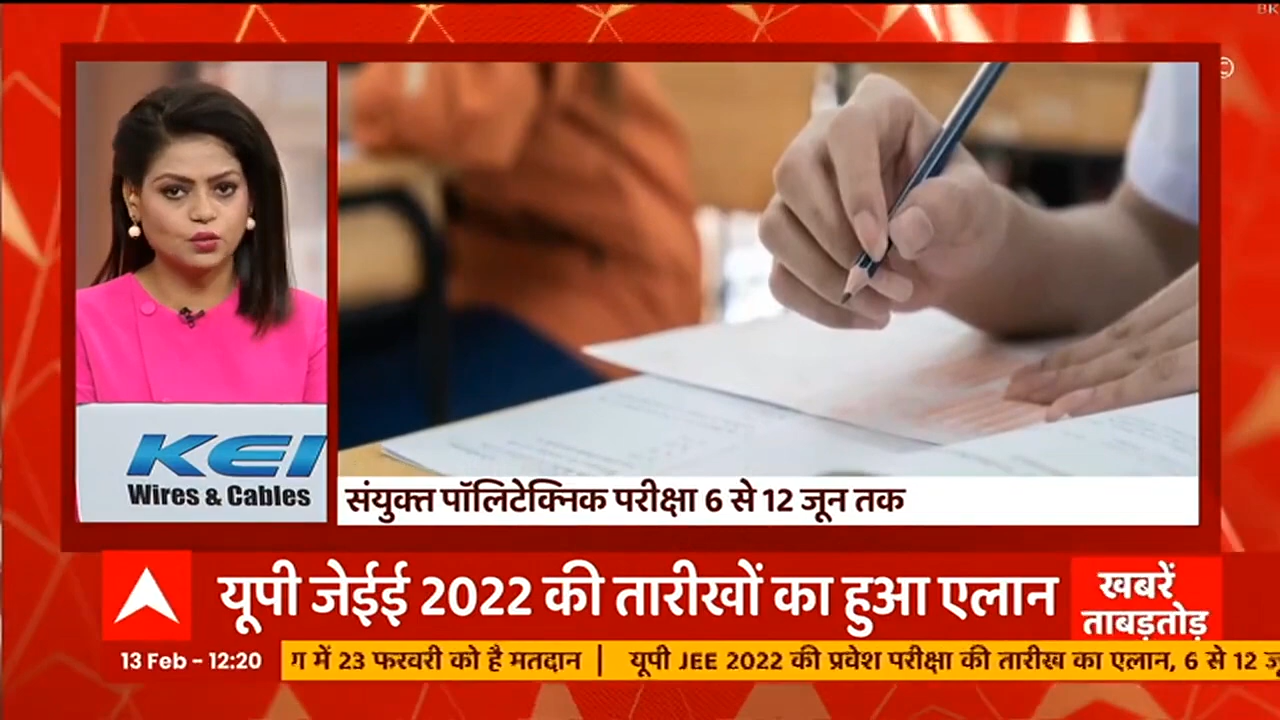 BK
©
KEI
Wires & Cables
संयुक्त पॉलिटेक्निक परीक्षा 6 से 12 जून तक
यूपी जेईई 2022 की तारीखों का हुआ एलान
खबरें
ताबड़तोड़
13 Feb - 12:20
ग में 23 फरवरी को है मतदान | यूपी JEE 2022 की प्रवेश परीक्षा की तारीख का एलान, 6 से 12 जू